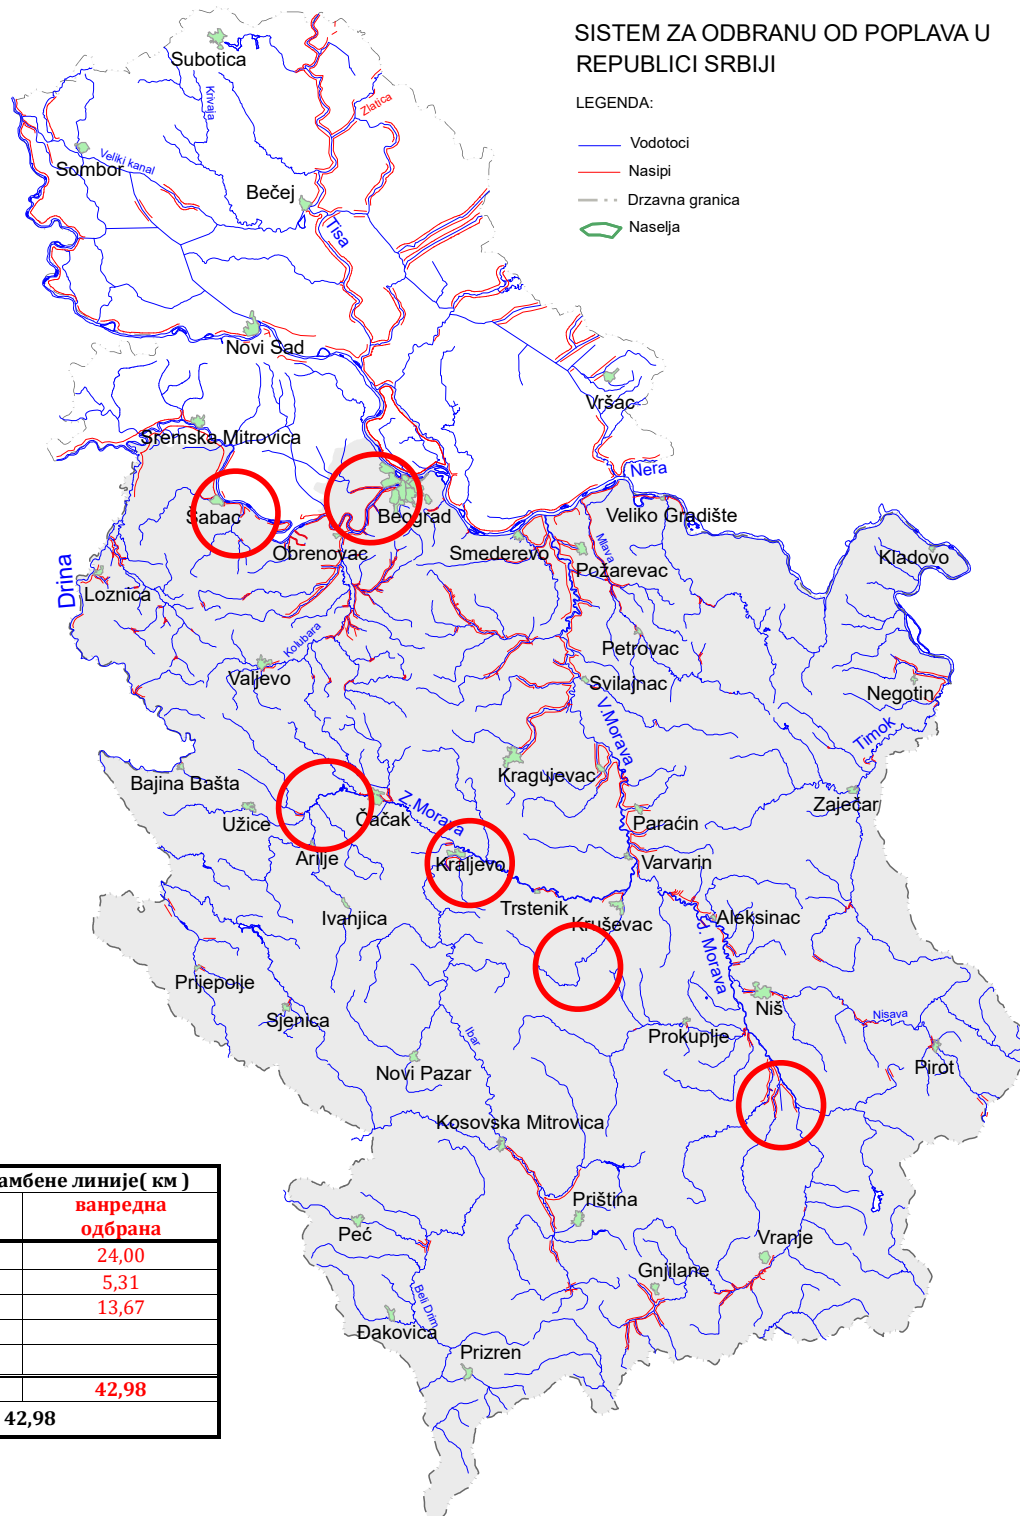 SISTEM ZA ODBRANU OD POPLAVA U
REPUBLICI SRBIJI
LEGENDA:
Vodotoci
Nasipi
Drzavna granica
Naselja
Subotica
Krivaja
Zlatica
Sombor
Veliki kanal
Bečej
Tisa
Novi Sad
Vršac
Sremska Mitrovica
Nera
Šabac
Beograd
Veliko Gradište
Obrenovac
Smederevo
Mlava
Kladovo
Drina
Požarevac
Loznica
Kolubara
Petrovac
Valjevo
Svilajnac
Negotin
V.Morava
Timok
Bajina Bašta
Kragujevac
Zaječar
Užice
Čačak
Z.Morava
Paraćin
Arilje
Kraljevo
Varvarin
Ivanjica
Trstenik
Kruševac
Aleksinac
J. Morava
Prijepolje
Sjenica
Niš
Nisava
Ibar
Prokuplje
Pirot
Novi Pazar
Kosovska Mitrovica
амбене линије( км )
ванредна
одбрана
24,00
5,31
13,67
42,98
42,98
Peć
Priština
Vranje
Gnjilane
Beli Drim
Đakovica
Prizren